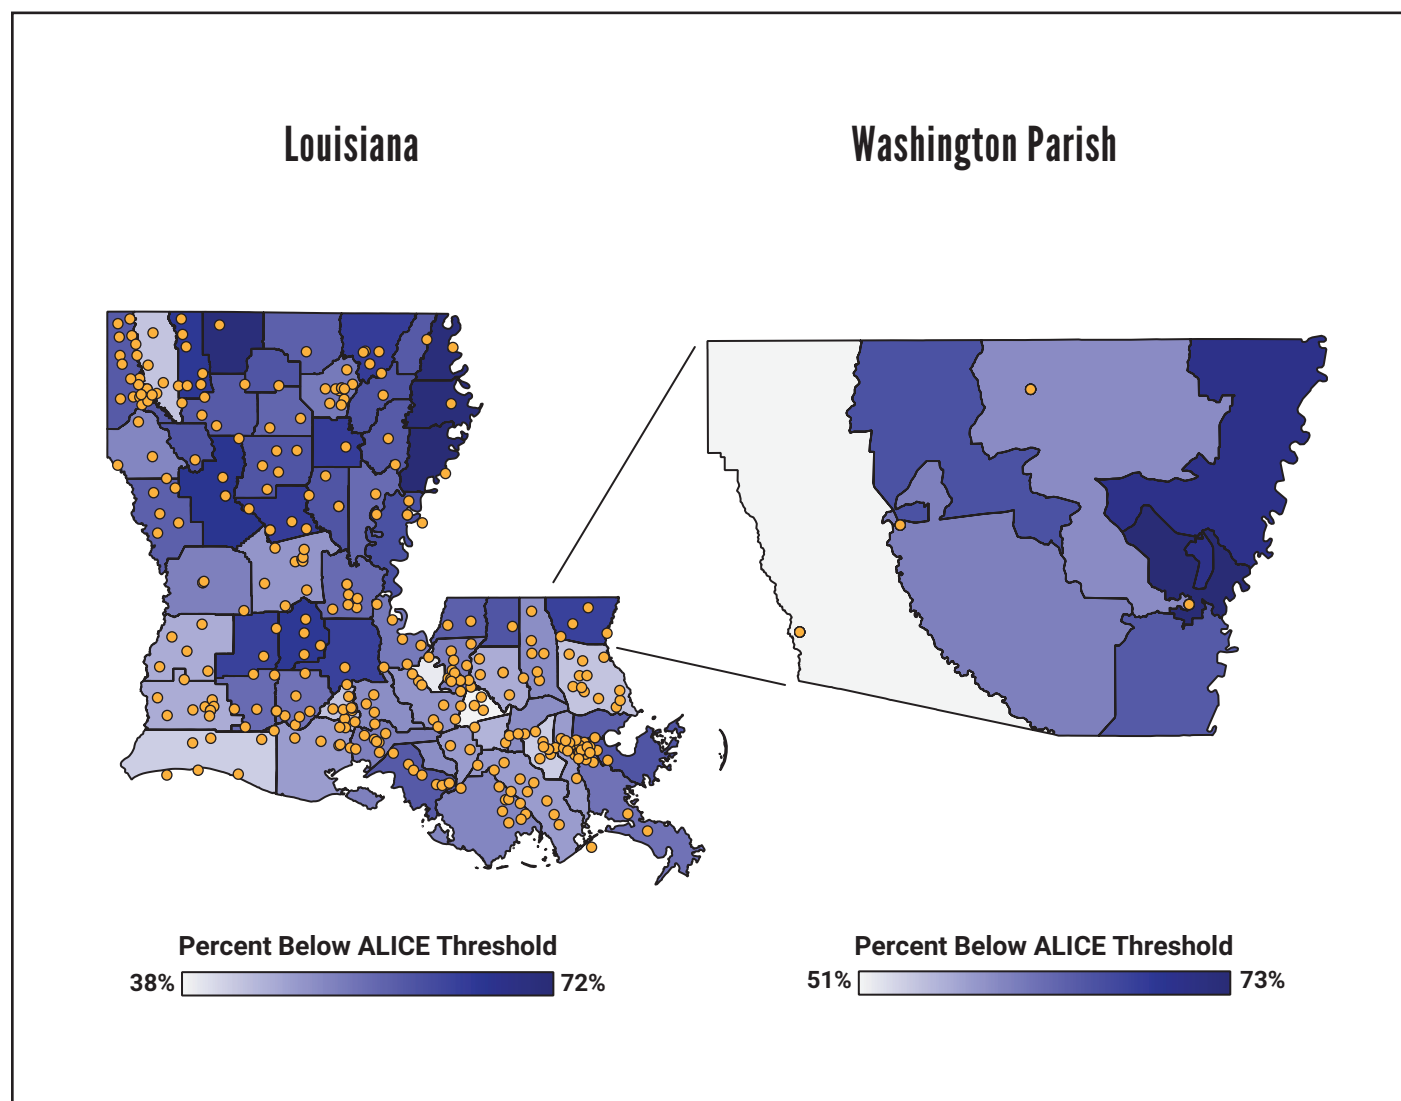 Louisiana
Washington Parish
Percent Below ALICE Threshold
38%
72%
Percent Below ALICE Threshold
51%
73%